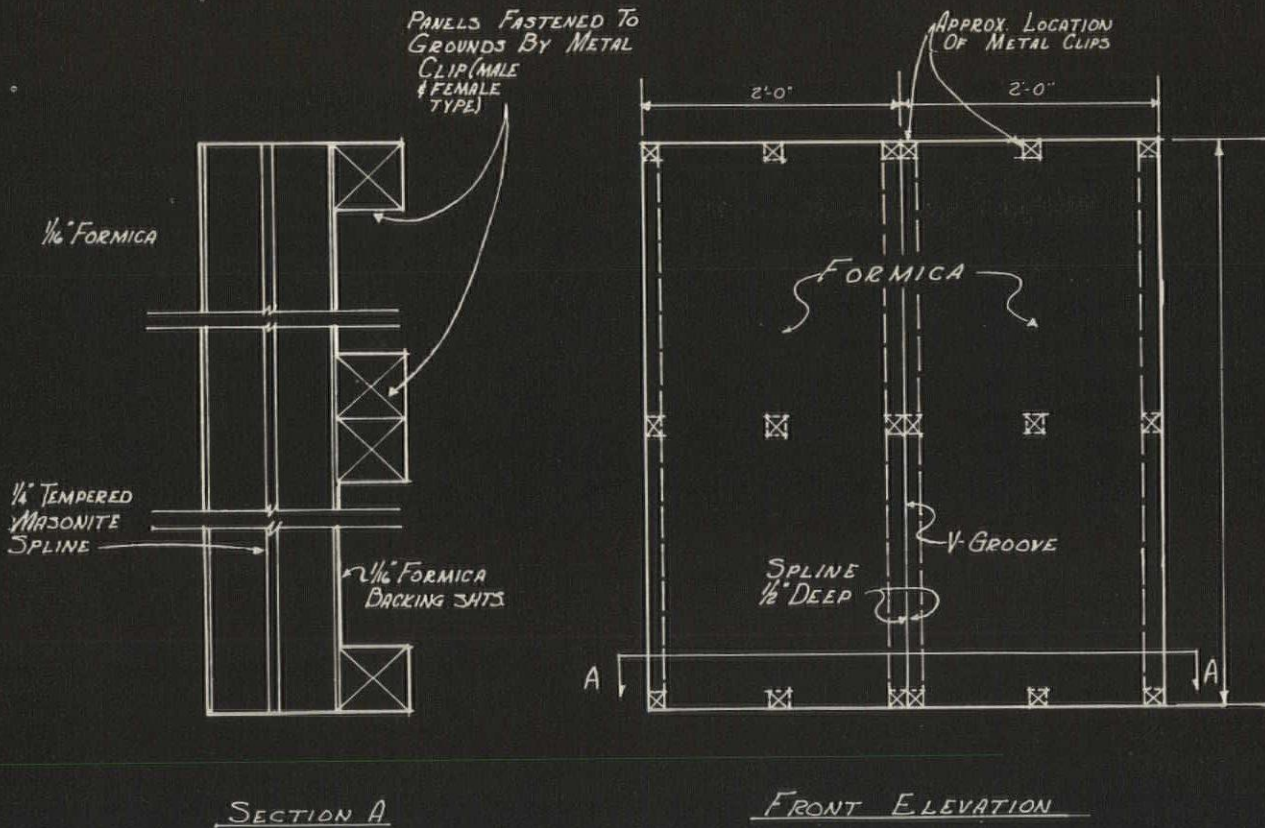 PANELS FASTENED TO
GROUNDS BY METAL
CLIP (MALE
& FEMALE
TYPE)
APPROX. LOCATION
OF METAL CLIPS
2'-0"
2'-0"
1/16" FORMICA
FORMICA
1/4" TEMPERED
MASONITE
SPLINE
1/16" FORMICA
BACKING SHTS.
V-GROOVE
SPLINE
1/2" DEEP
A
A
SECTION A
FRONT ELEVATION